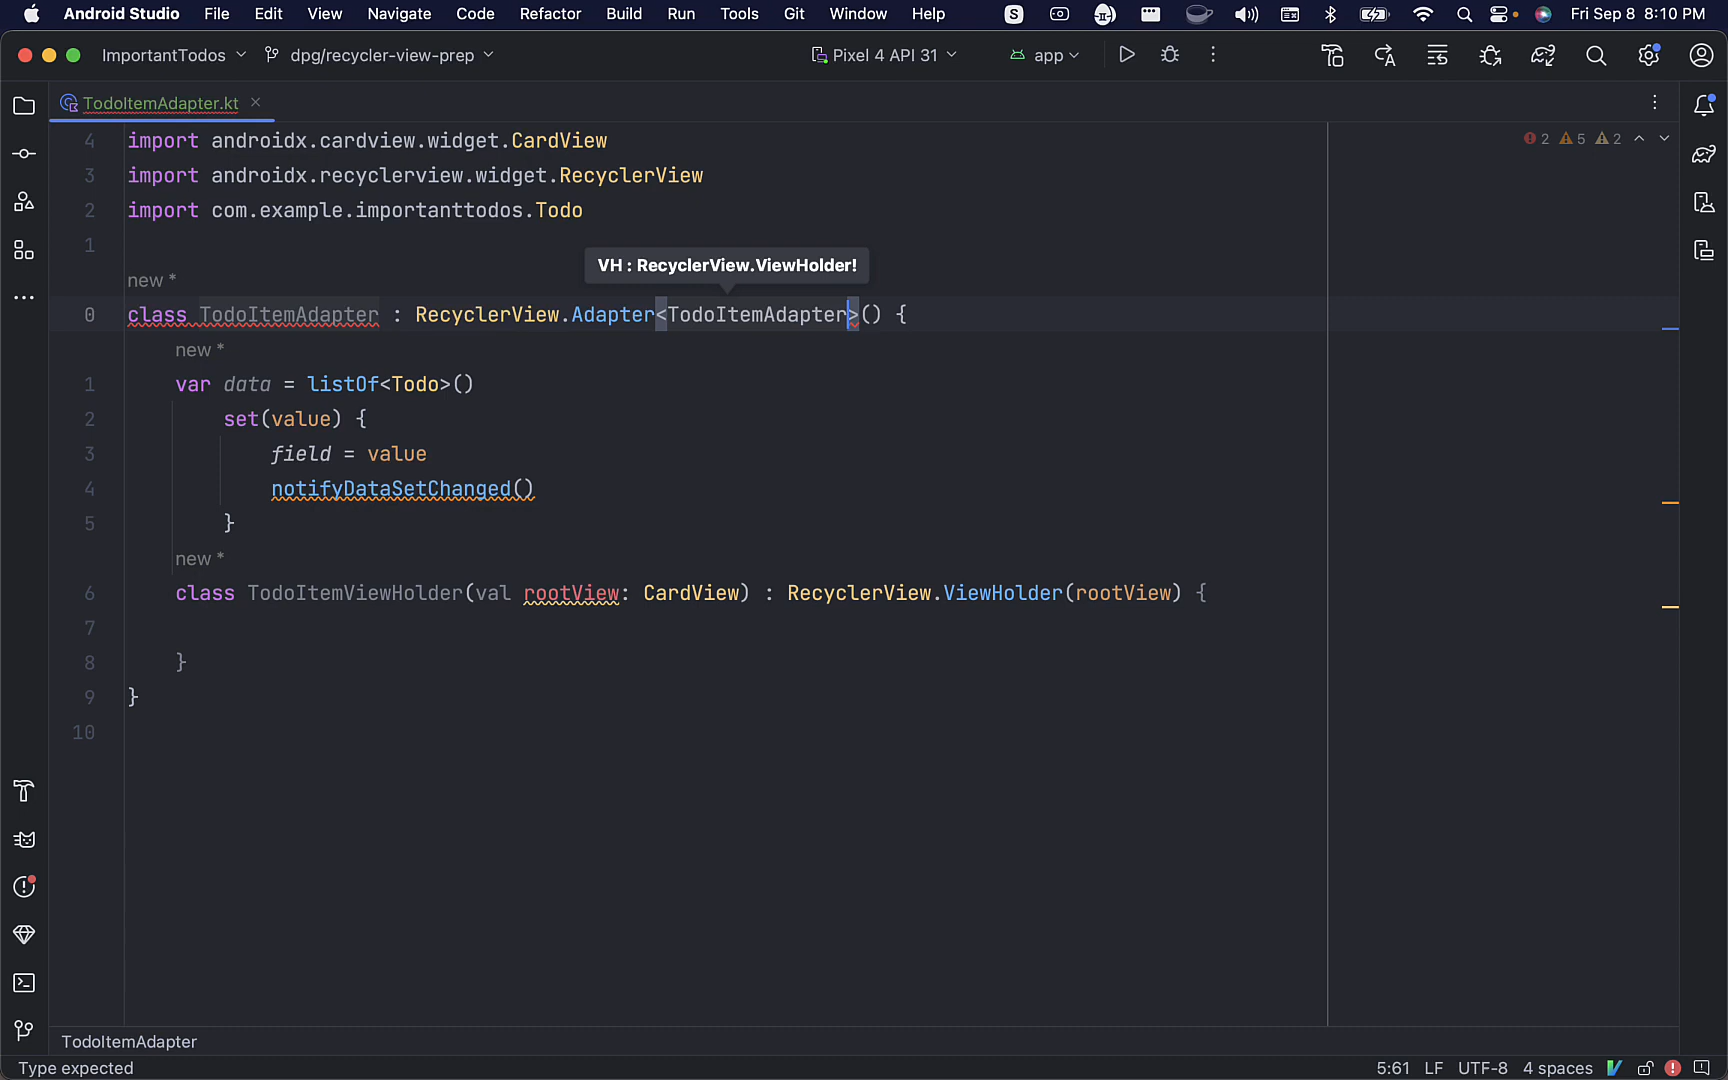 Android Studio File Edit View Navigate Code Refactor Build Run Tools Git Window Help S Fri Sep 8 8:10 PM
ImportantTodos dpg/recycler-view-prep Pixel 4 API 31 app
TodoItemAdapter.kt
4 import androidx.cardview.widget.CardView 2 5 2
3 import androidx.recyclerview.widget.RecyclerView
2 import com.example.importanttodos.Todo
1
VH : RecyclerView.ViewHolder!
new *
0 class TodoItemAdapter : RecyclerView.Adapter<TodoItemAdapter>() {
new *
1 var data = listOf<Todo>()
2 set(value) {
3 field = value
4 notifyDataSetChanged()
5 }
new *
6 class TodoItemViewHolder(val rootView: CardView) : RecyclerView.ViewHolder(rootView) {
7
8 }
9 }
10
TodoItemAdapter
Type expected 5:61 LF UTF-8 4 spaces